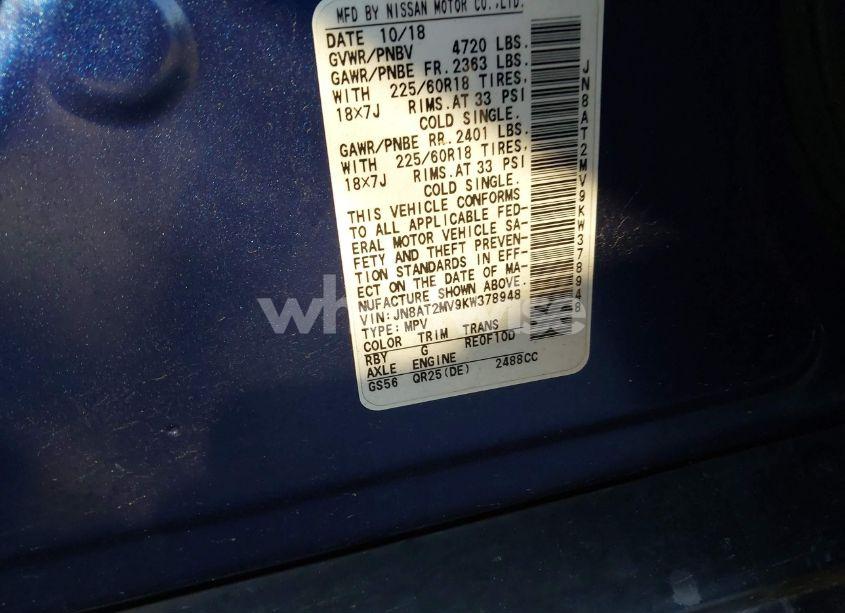 MFD BY NISSAN MOTOR CO.,LTD.
DATE 10/18
GVWR/PNBV 4720 LBS.
GAWR/PNBE FR. 2363 LBS.
WITH 225/60R18 TIRES,
18×7J RIMS.AT 33 PSI
COLD SINGLE.
GAWR/PNBE RR. 2401 LBS.
WITH 225/60R18 TIRES,
18×7J RIMS.AT 33 PSI
COLD SINGLE.
THIS VEHICLE CONFORMS
TO ALL APPLICABLE FED-
ERAL MOTOR VEHICLE SA-
FETY AND THEFT PREVEN-
TION STANDARDS IN EFF-
ECT ON THE DATE OF MA-
NUFACTURE SHOWN ABOVE.
VIN:JN8AT2MV9KW378948
TYPE:MPV
COLOR TRIM TRANS
RBY G RE0F10D
AXLE ENGINE
GS56 QR25(DE) 2488CC
JN8AT2MV9KW378948